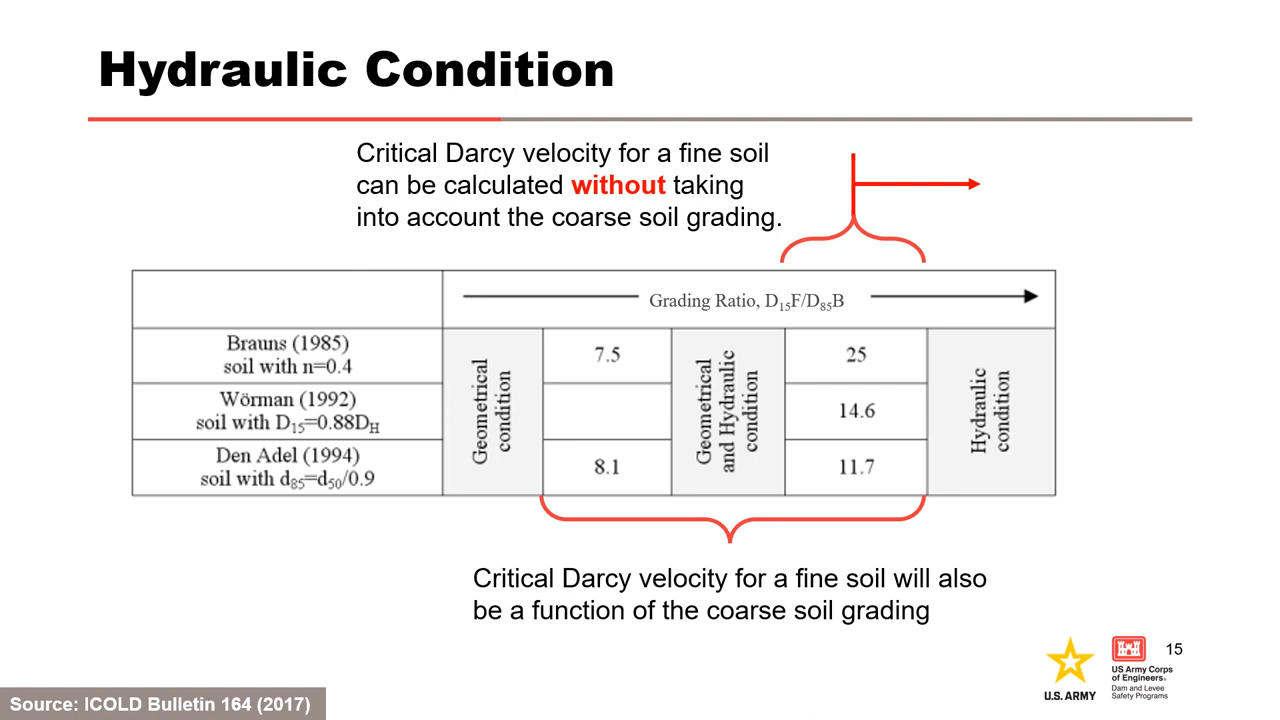 Hydraulic Condition
Critical Darcy velocity for a fine soil
can be calculated without taking
into account the coarse soil grading.
Grading Ratio, D₁₅F/D₈₅B
Brauns (1985)
soil with n=0.4
Geometrical
condition
7.5
Geometrical
and Hydraulic
condition
25
Hydraulic
condition
Wörman (1992)
soil with D₁₅=0.88D_H
14.6
Den Adel (1994)
soil with d₈₅=d₅₀/0.9
8.1
11.7
Critical Darcy velocity for a fine soil will also
be a function of the coarse soil grading
U.S. ARMY
US Army Corps
of Engineers®
Dam and Levee
Safety Programs
15
Source: ICOLD Bulletin 164 (2017)